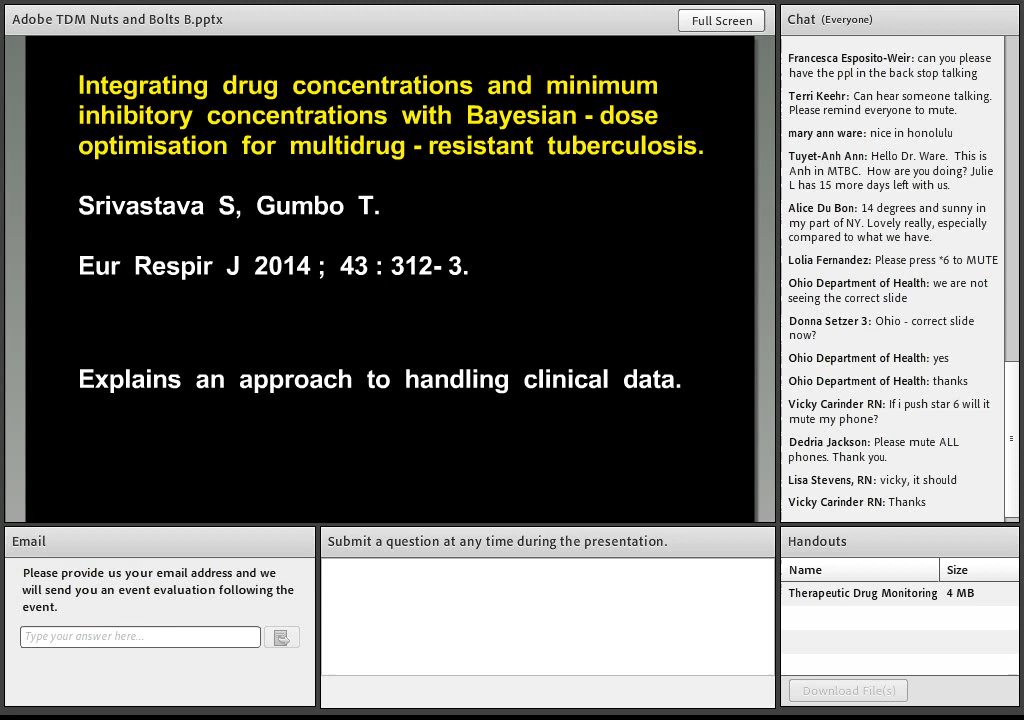 Adobe TDM Nuts and Bolts B.pptx
Full Screen
Integrating drug concentrations and minimum
inhibitory concentrations with Bayesian - dose
optimisation for multidrug - resistant tuberculosis.
Srivastava S, Gumbo T.
Eur Respir J 2014 ; 43 : 312- 3.
Explains an approach to handling clinical data.
Chat (Everyone)
Francesca Esposito-Weir: can you please
have the ppl in the back stop talking
Terri Keehr: Can hear someone talking.
Please remind everyone to mute.
mary ann ware: nice in honolulu
Tuyet-Anh Ann: Hello Dr. Ware. This is
Anh in MTBC. How are you doing? Julie
L has 15 more days left with us.
Alice Du Bon: 14 degrees and sunny in
my part of NY. Lovely really, especially
compared to what we have.
Lolia Fernandez: Please press *6 to MUTE
Ohio Department of Health: we are not
seeing the correct slide
Donna Setzer 3: Ohio - correct slide
now?
Ohio Department of Health: yes
Ohio Department of Health: thanks
Vicky Carinder RN: If i push star 6 will it
mute my phone?
Dedria Jackson: Please mute ALL
phones. Thank you.
Lisa Stevens, RN: vicky, it should
Vicky Carinder RN: Thanks
Email
Please provide us your email address and we
will send you an event evaluation following the
event.
Type your answer here...
Submit a question at any time during the presentation.
Handouts
Name Size
Therapeutic Drug Monitoring 4 MB
Download File(s)